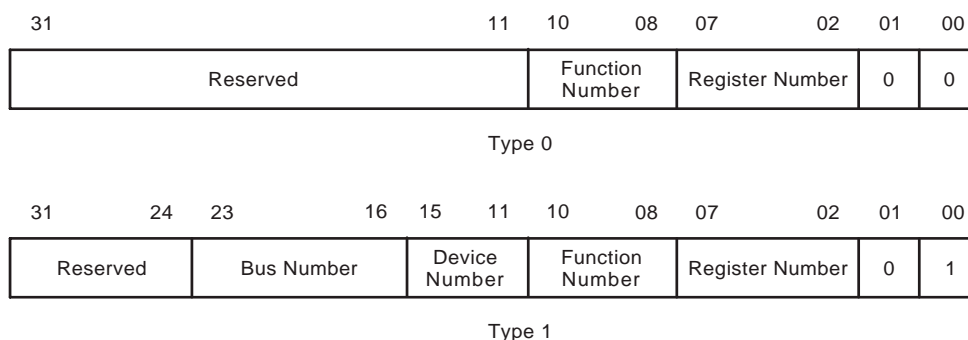 31 11 10 08 07 02 01 00
Reserved Function Number Register Number 0 0
Type 0
31 24 23 16 15 11 10 08 07 02 01 00
Reserved Bus Number Device Number Function Number Register Number 0 1
Type 1